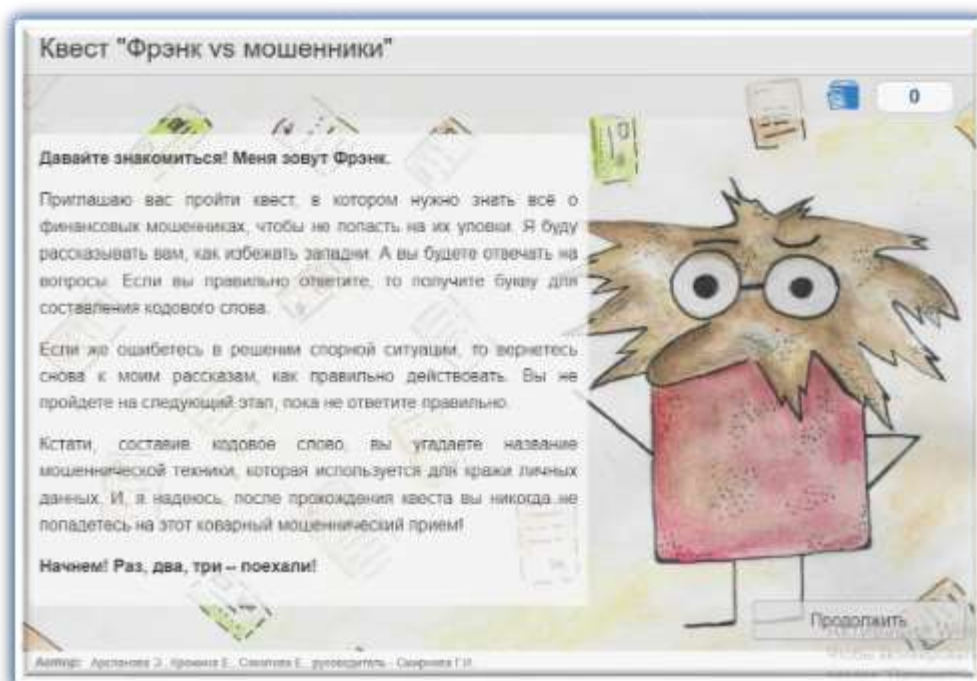 Квест "Фрэнк vs мошенники"
0
Давайте знакомиться! Меня зовут Фрэнк.
Приглашаю вас пройти квест, в котором нужно знать всё о
финансовых мошенниках, чтобы не попасть на их уловки. Я буду
рассказывать вам, как избежать западни. А вы будете отвечать на
вопросы. Если вы правильно ответите, то получите букву для
составления кодового слова.
Если же ошибетесь в решении спорной ситуации, то вернетесь
снова к моим рассказам, как правильно действовать. Вы не
пройдете на следующий этап, пока не ответите правильно.
Кстати, составив кодовое слово, вы угадаете название
мошеннической техники, которая используется для кражи личных
данных. И, я надеюсь, после прохождения квеста вы никогда не
попадетесь на этот коварный мошеннический прием!
Начнем! Раз, два, три – поехали!
Продолжить
Автор: Арсланова Э., Е., Е., руководитель - Смирнова Г.И.